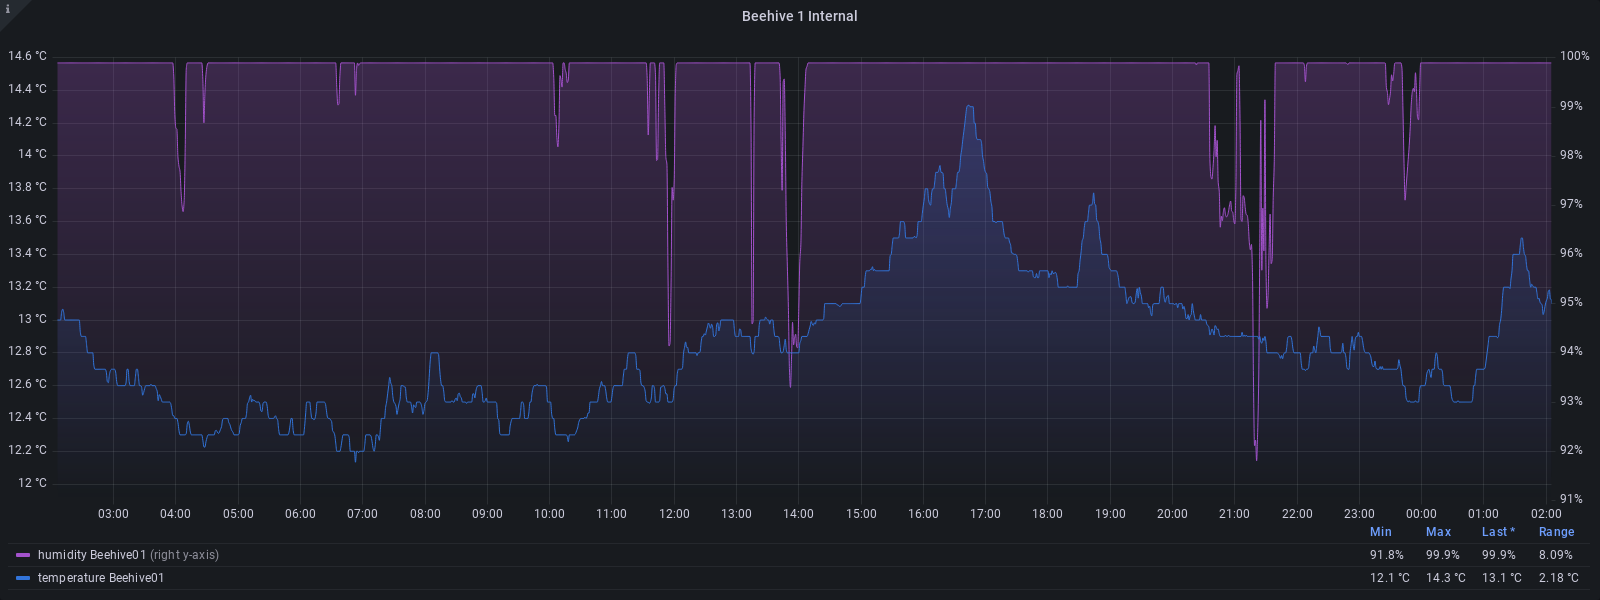 i
Beehive 1 Internal
14.6 °C 100%
14.4 °C
99%
14.2 °C
14 °C 98%
13.8 °C
97%
13.6 °C
13.4 °C 96%
13.2 °C
95%
13 °C
12.8 °C 94%
12.6 °C
93%
12.4 °C
12.2 °C 92%
12 °C
91%
03:00 04:00 05:00 06:00 07:00 08:00 09:00 10:00 11:00 12:00 13:00 14:00 15:00 16:00 17:00 18:00 19:00 20:00 21:00 22:00 23:00 00:00 01:00 02:00
Min Max Last * Range
humidity Beehive01 (right y-axis) 91.8% 99.9% 99.9% 8.09%
temperature Beehive01 12.1 °C 14.3 °C 13.1 °C 2.18 °C